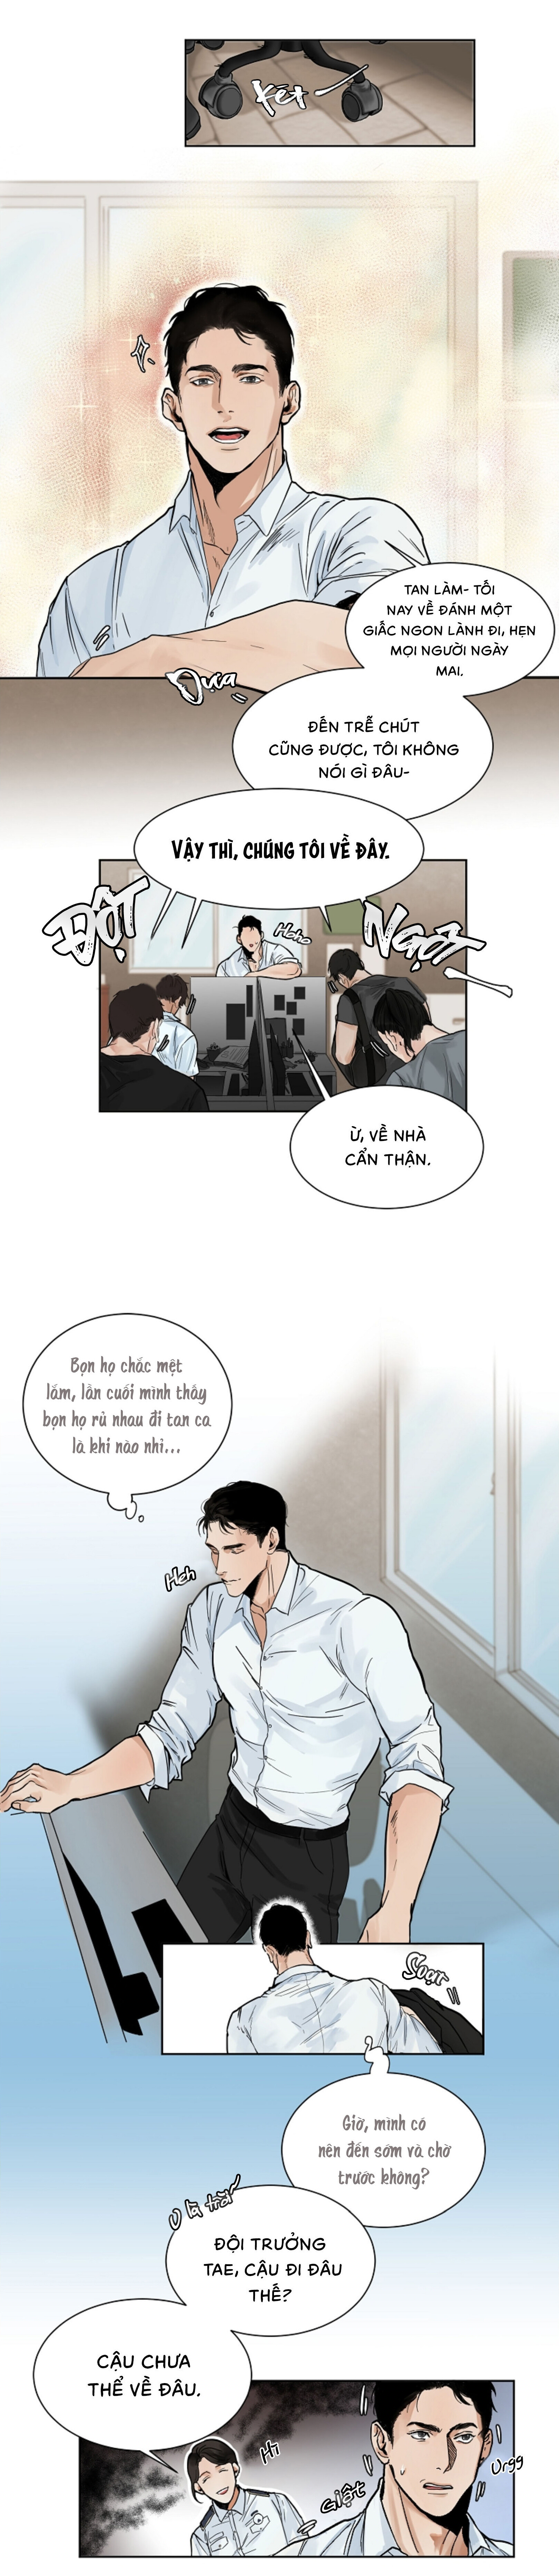 Két
TAN LÀM- TỐI
NAY VỀ ĐÁNH MỘT
GIẤC NGON LÀNH ĐI, HẸN
MỌI NGƯỜI NGÀY
MAI.
Dựa
ĐẾN TRỄ CHÚT
CŨNG ĐƯỢC, TÔI KHÔNG
NÓI GÌ ĐÂU-
VẬY THÌ, CHÚNG TÔI VỀ ĐÂY.
ĐỘT
NGỘT
Haha
Ừ, VỀ NHÀ
CẨN THẬN.
Bọn họ chắc mệt
lắm, lần cuối mình thấy
bọn họ rủ nhau đi tan ca
là khi nào nhỉ...
Heh
Soạt
Giờ, mình có
nên đến sớm và chờ
trước không?
U là trời
ĐỘI TRƯỞNG
TAE, CẬU ĐI ĐÂU
THẾ?
CẬU CHƯA
THỂ VỀ ĐÂU.
Hi
Giật
Urgg